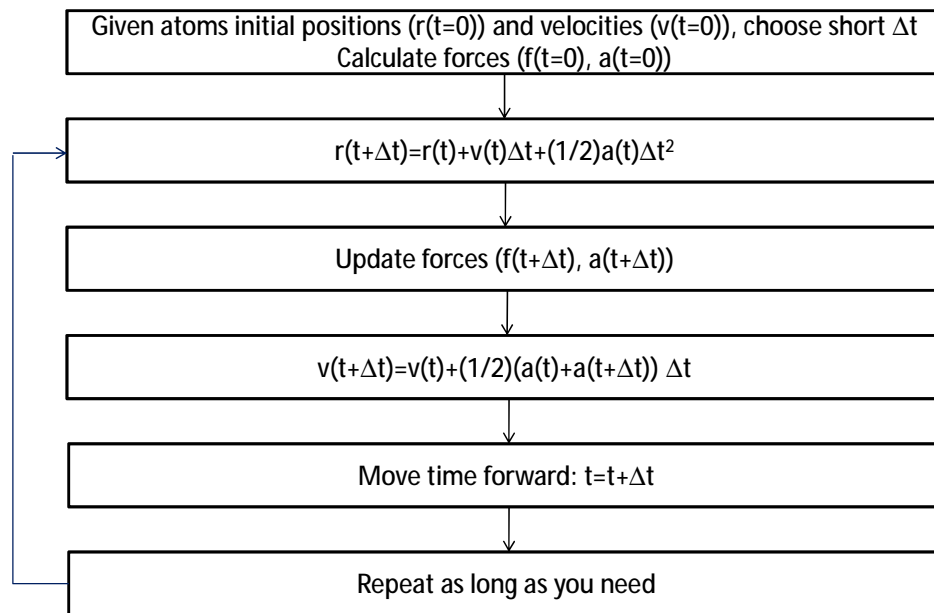 Given atoms initial positions (r(t=0)) and velocities (v(t=0)), choose short Δt
Calculate forces (f(t=0), a(t=0))
r(t+Δt)=r(t)+v(t)Δt+(1/2)a(t)Δt²
Update forces (f(t+Δt), a(t+Δt))
v(t+Δt)=v(t)+(1/2)(a(t)+a(t+Δt)) Δt
Move time forward: t=t+Δt
Repeat as long as you need